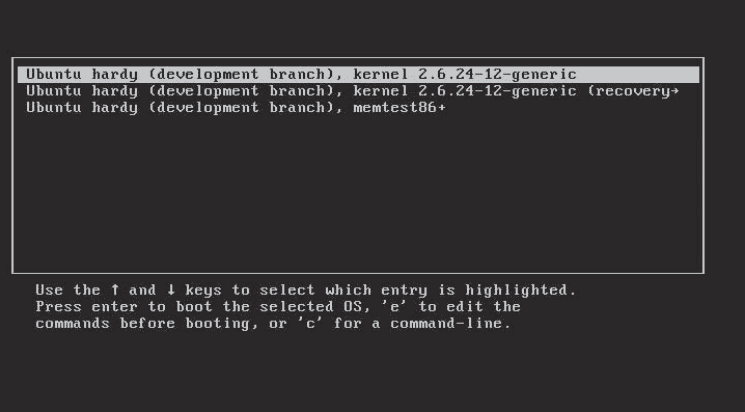 Ubuntu hardy (development branch), kernel 2.6.24-12-generic
Ubuntu hardy (development branch), kernel 2.6.24-12-generic (recovery→
Ubuntu hardy (development branch), memtest86+
Use the ↑ and ↓ keys to select which entry is highlighted.
Press enter to boot the selected OS, 'e' to edit the
commands before booting, or 'c' for a command-line.